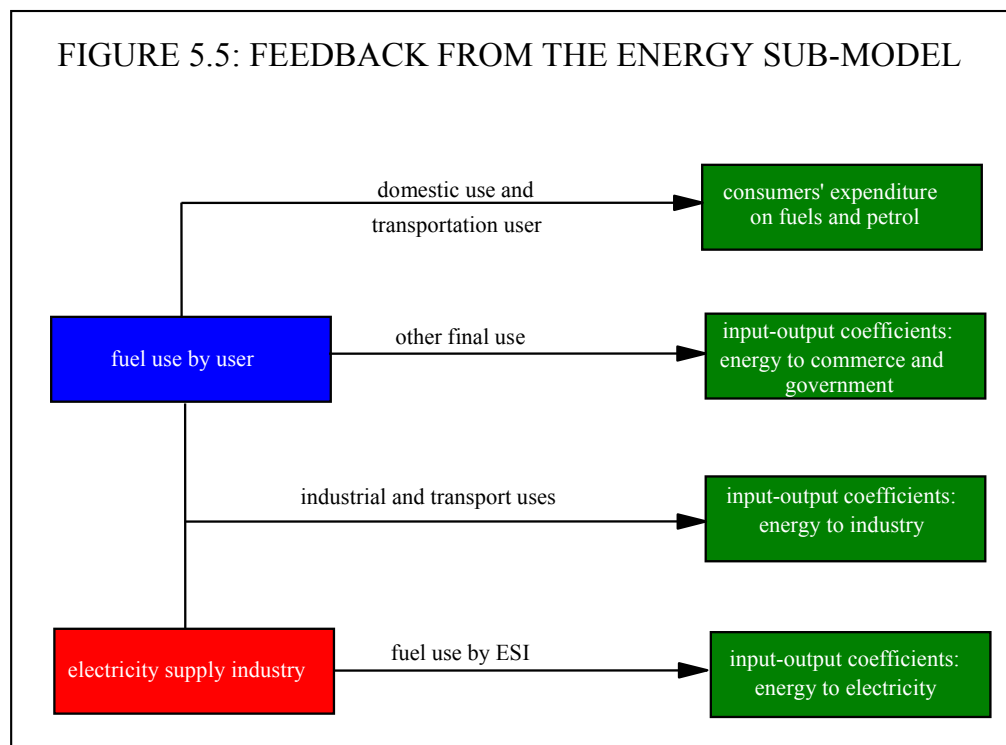 FIGURE 5.5: FEEDBACK FROM THE ENERGY SUB-MODEL
domestic use and
transportation user
consumers' expenditure
on fuels and petrol
fuel use by user
other final use
input-output coefficients:
energy to commerce and
government
industrial and transport uses
input-output coefficients:
energy to industry
electricity supply industry
fuel use by ESI
input-output coefficients:
energy to electricity